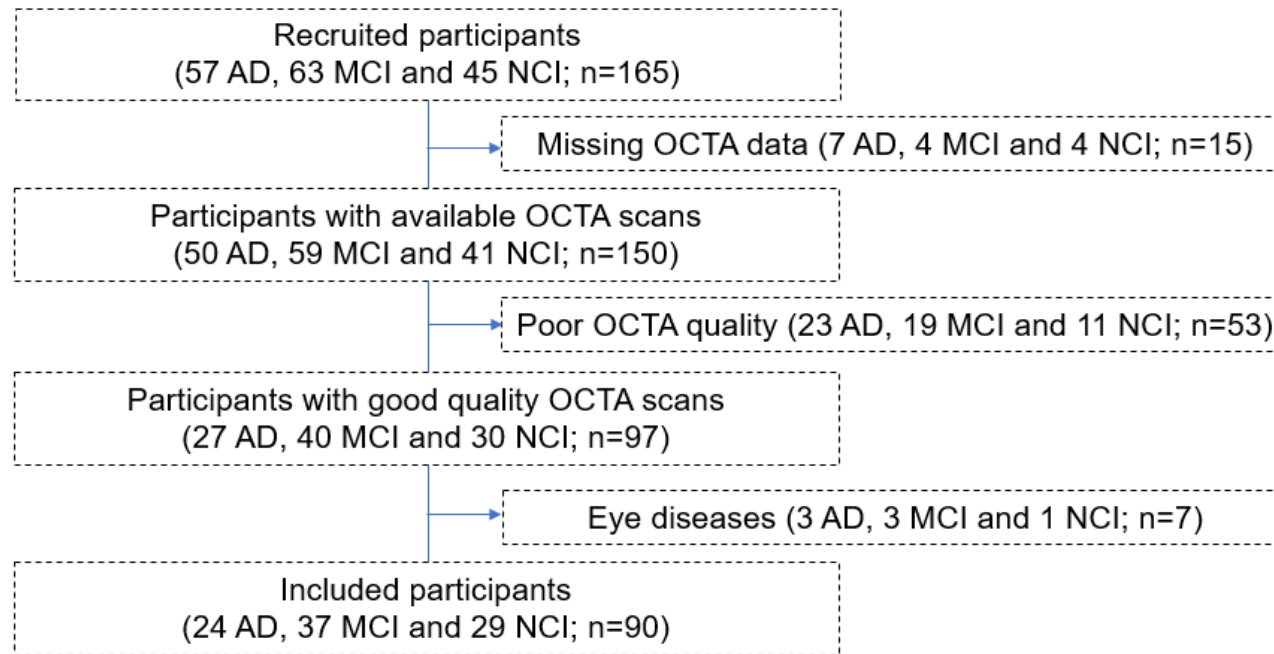 Recruited participants
(57 AD, 63 MCI and 45 NCI; n=165)
Missing OCTA data (7 AD, 4 MCI and 4 NCI; n=15)
Participants with available OCTA scans
(50 AD, 59 MCI and 41 NCI; n=150)
Poor OCTA quality (23 AD, 19 MCI and 11 NCI; n=53)
Participants with good quality OCTA scans
(27 AD, 40 MCI and 30 NCI; n=97)
Eye diseases (3 AD, 3 MCI and 1 NCI; n=7)
Included participants
(24 AD, 37 MCI and 29 NCI; n=90)